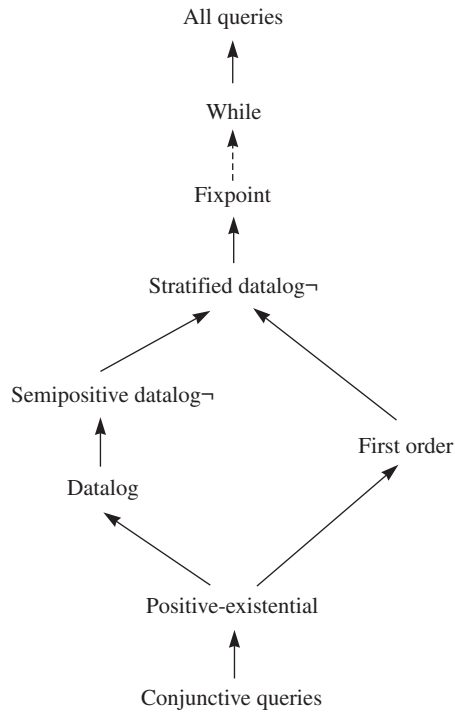 All queries
While
Fixpoint
Stratified datalog¬
Semipositive datalog¬
First order
Datalog
Positive-existential
Conjunctive queries